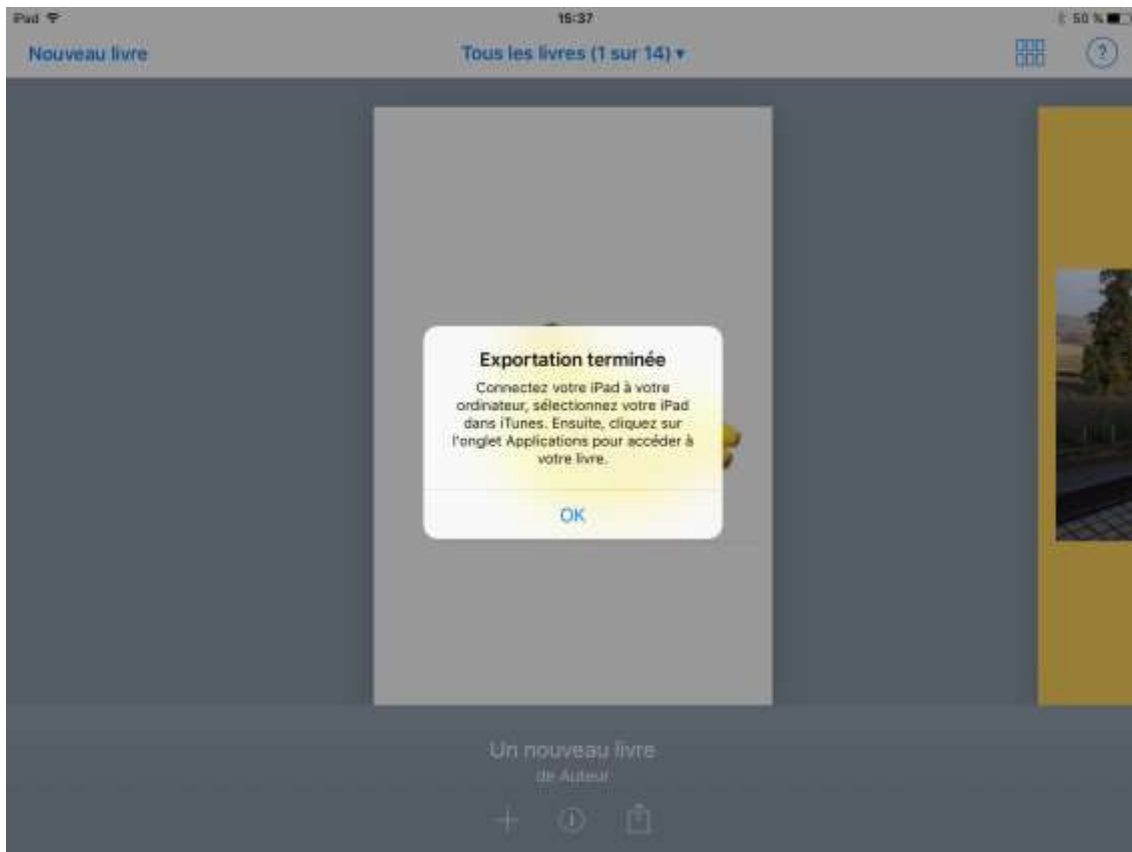 iPad 15:37 50 %
Nouveau livre Tous les livres (1 sur 14) ▾ ?
Exportation terminée
Connectez votre iPad à votre
ordinateur, sélectionnez votre iPad
dans iTunes. Ensuite, cliquez sur
l'onglet Applications pour accéder à
votre livre.
OK
Un nouveau livre
de Auteur